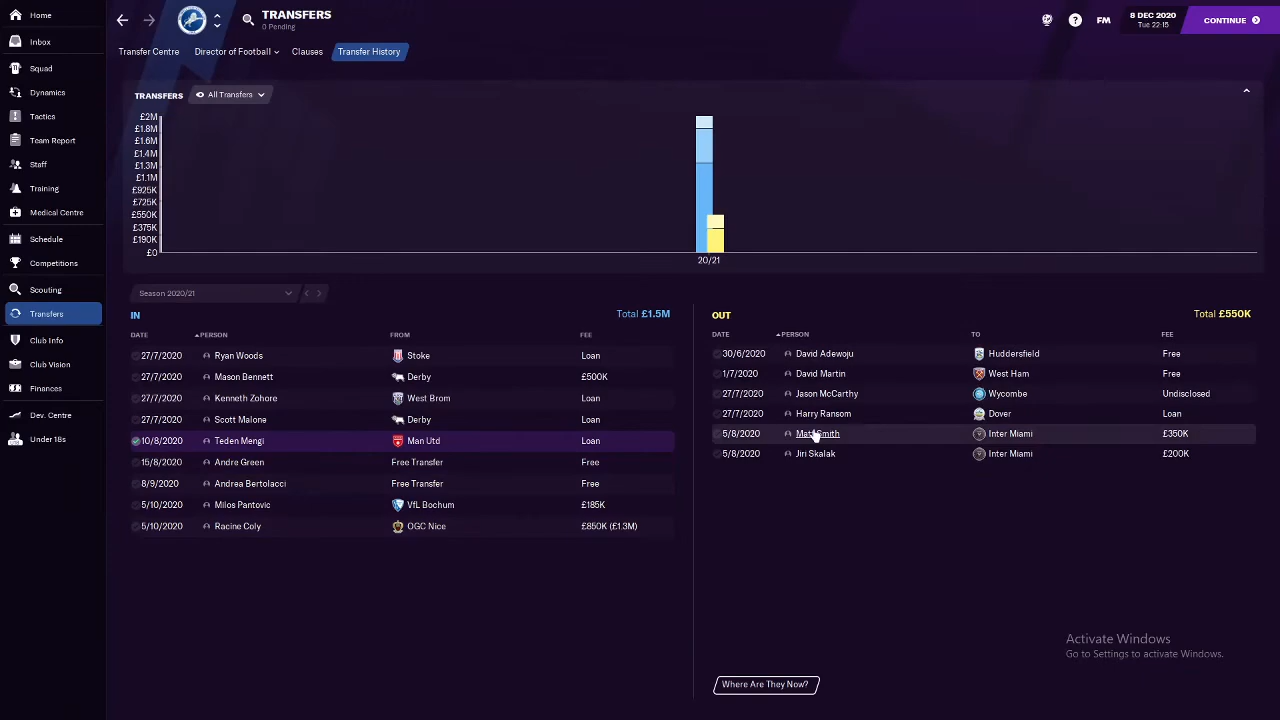 Home
Inbox
Squad
Dynamics
Tactics
Team Report
Staff
Training
Medical Centre
Schedule
Competitions
Scouting
Transfers
Club Info
Club Vision
Finances
Dev. Centre
Under 18s
TRANSFERS
0 Pending
FM
8 DEC 2020
Tue 22:15
CONTINUE
Transfer Centre
Director of Football
Clauses
Transfer History
TRANSFERS
All Transfers
£2M
£1.8M
£1.6M
£1.4M
£1.3M
£1.1M
£925K
£725K
£550K
£375K
£190K
£0
20/21
Season 2020/21
IN Total £1.5M
DATE PERSON FROM FEE
27/7/2020 Ryan Woods Stoke Loan
27/7/2020 Mason Bennett Derby £500K
27/7/2020 Kenneth Zohore West Brom Loan
27/7/2020 Scott Malone Derby Loan
10/8/2020 Teden Mengi Man Utd Loan
15/8/2020 Andre Green Free Transfer Free
8/9/2020 Andrea Bertolacci Free Transfer Free
5/10/2020 Milos Pantovic VfL Bochum £185K
5/10/2020 Racine Coly OGC Nice £850K (£1.3M)
OUT Total £550K
DATE PERSON TO FEE
30/6/2020 David Adewoju Huddersfield Free
1/7/2020 David Martin West Ham Free
27/7/2020 Jason McCarthy Wycombe Undisclosed
27/7/2020 Harry Ransom Dover Loan
5/8/2020 Matt Smith Inter Miami £350K
5/8/2020 Jiri Skalak Inter Miami £200K
Where Are They Now?
Activate Windows
Go to Settings to activate Windows.